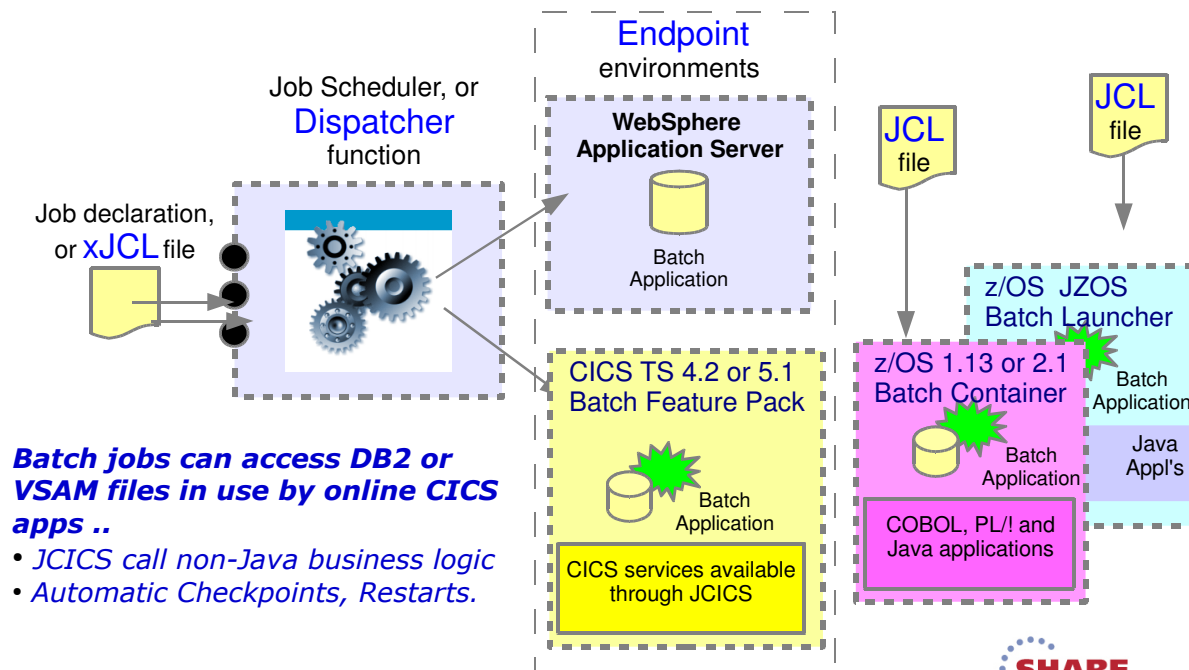 Job Scheduler, or
Dispatcher
function
Job declaration,
or xJCL file
Endpoint
environments
WebSphere
Application Server
Batch
Application
CICS TS 4.2 or 5.1
Batch Feature Pack
Batch
Application
CICS services available
through JCICS
JCL
file
JCL
file
z/OS JZOS
Batch Launcher
Batch
Application
Java
Appl's
z/OS 1.13 or 2.1
Batch Container
Batch
Application
COBOL, PL/! and
Java applications
Batch jobs can access DB2 or
VSAM files in use by online CICS
apps ..
• JCICS call non-Java business logic
• Automatic Checkpoints, Restarts.
SHARE